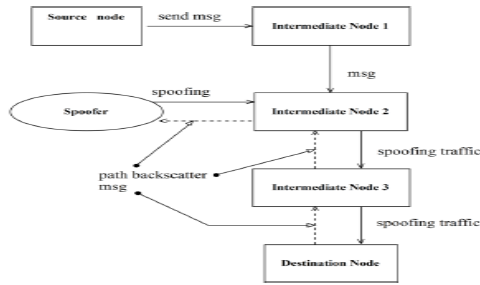 Source node
send msg
Intermediate Node 1
msg
spoofing
Spoofer
Intermediate Node 2
spoofing traffic
path backscatter
msg
Intermediate Node 3
spoofing traffic
Destination Node